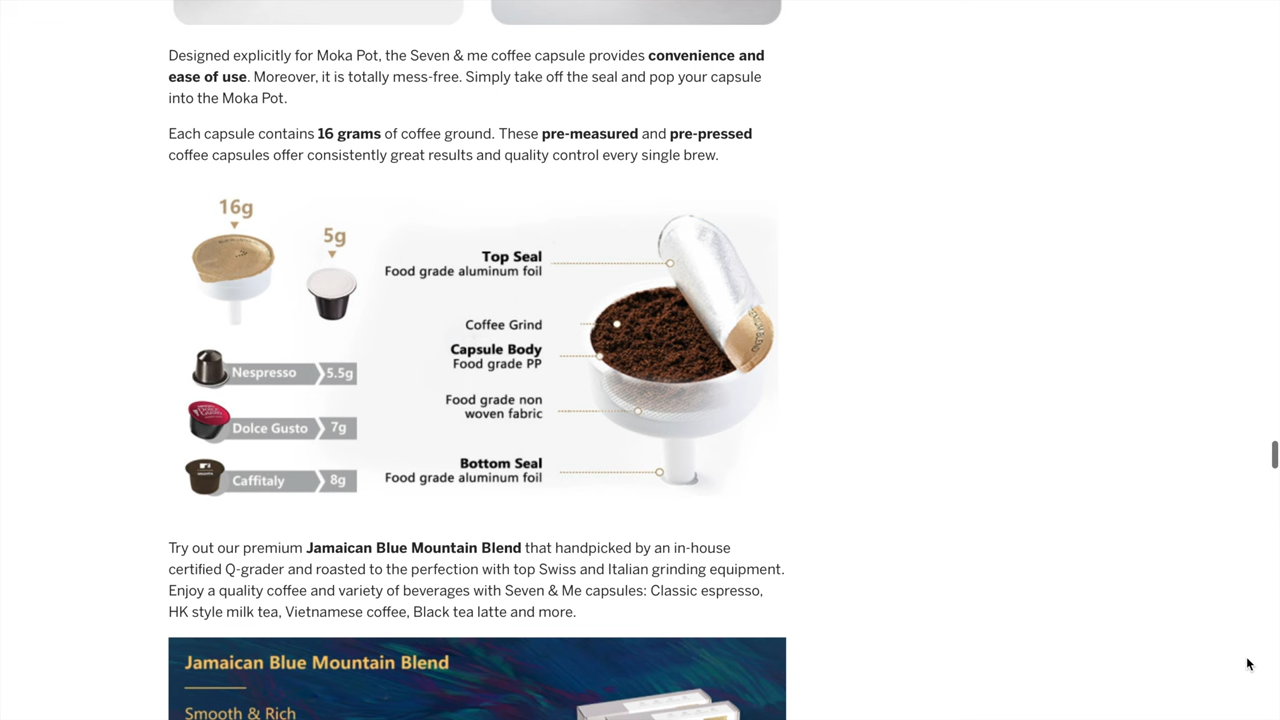 Designed explicitly for Moka Pot, the Seven & me coffee capsule provides convenience and
ease of use. Moreover, it is totally mess-free. Simply take off the seal and pop your capsule
into the Moka Pot.
Each capsule contains 16 grams of coffee ground. These pre-measured and pre-pressed
coffee capsules offer consistently great results and quality control every single brew.
16g
5g
Nespresso 5.5g
Dolce Gusto 7g
Caffitaly 8g
Top Seal
Food grade aluminum foil
Coffee Grind
Capsule Body
Food grade PP
Food grade non
woven fabric
Bottom Seal
Food grade aluminum foil
Try out our premium Jamaican Blue Mountain Blend that handpicked by an in-house
certified Q-grader and roasted to the perfection with top Swiss and Italian grinding equipment.
Enjoy a quality coffee and variety of beverages with Seven & Me capsules: Classic espresso,
HK style milk tea, Vietnamese coffee, Black tea latte and more.
Jamaican Blue Mountain Blend
Smooth & Rich